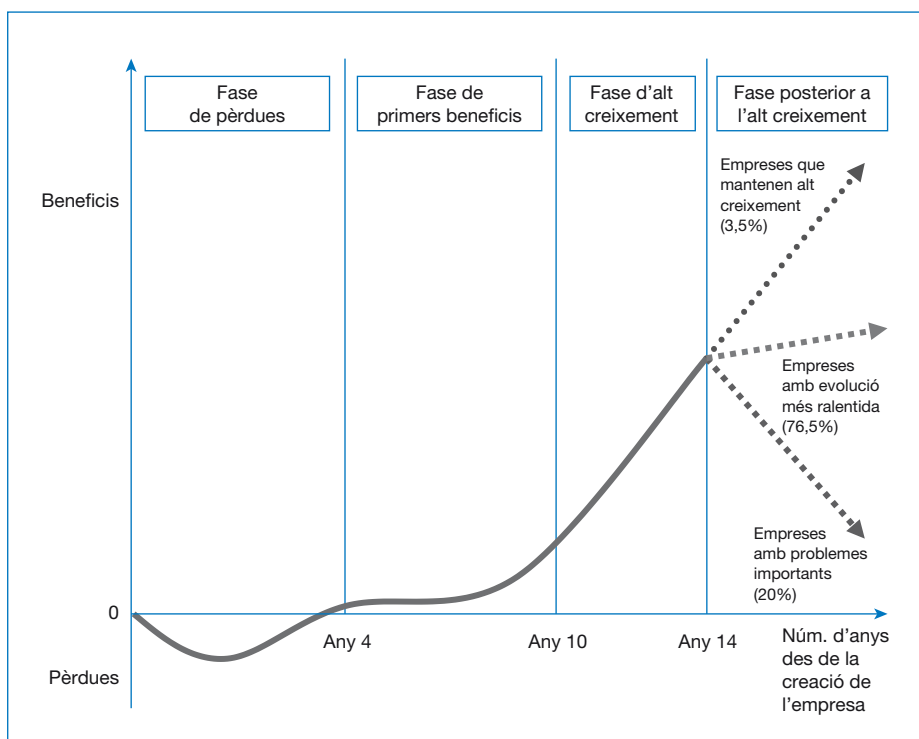 Fase
de pèrdues
Fase de
primers beneficis
Fase d’alt
creixement
Fase posterior a
l’alt creixement
Beneficis
Empreses que
mantenen alt
creixement
(3,5%)
Empreses
amb evolució
més ralentida
(76,5%)
Empreses
amb problemes
importants
(20%)
0
Pèrdues
Any 4
Any 10
Any 14
Núm. d’anys
des de la
creació de
l’empresa